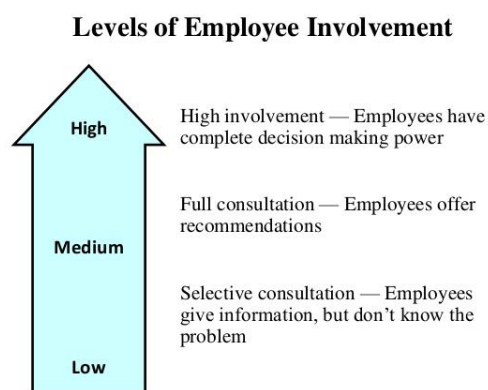 Levels of Employee Involvement
High
High involvement — Employees have
complete decision making power
Full consultation — Employees offer
recommendations
Medium
Selective consultation — Employees
give information, but don't know the
problem
Low